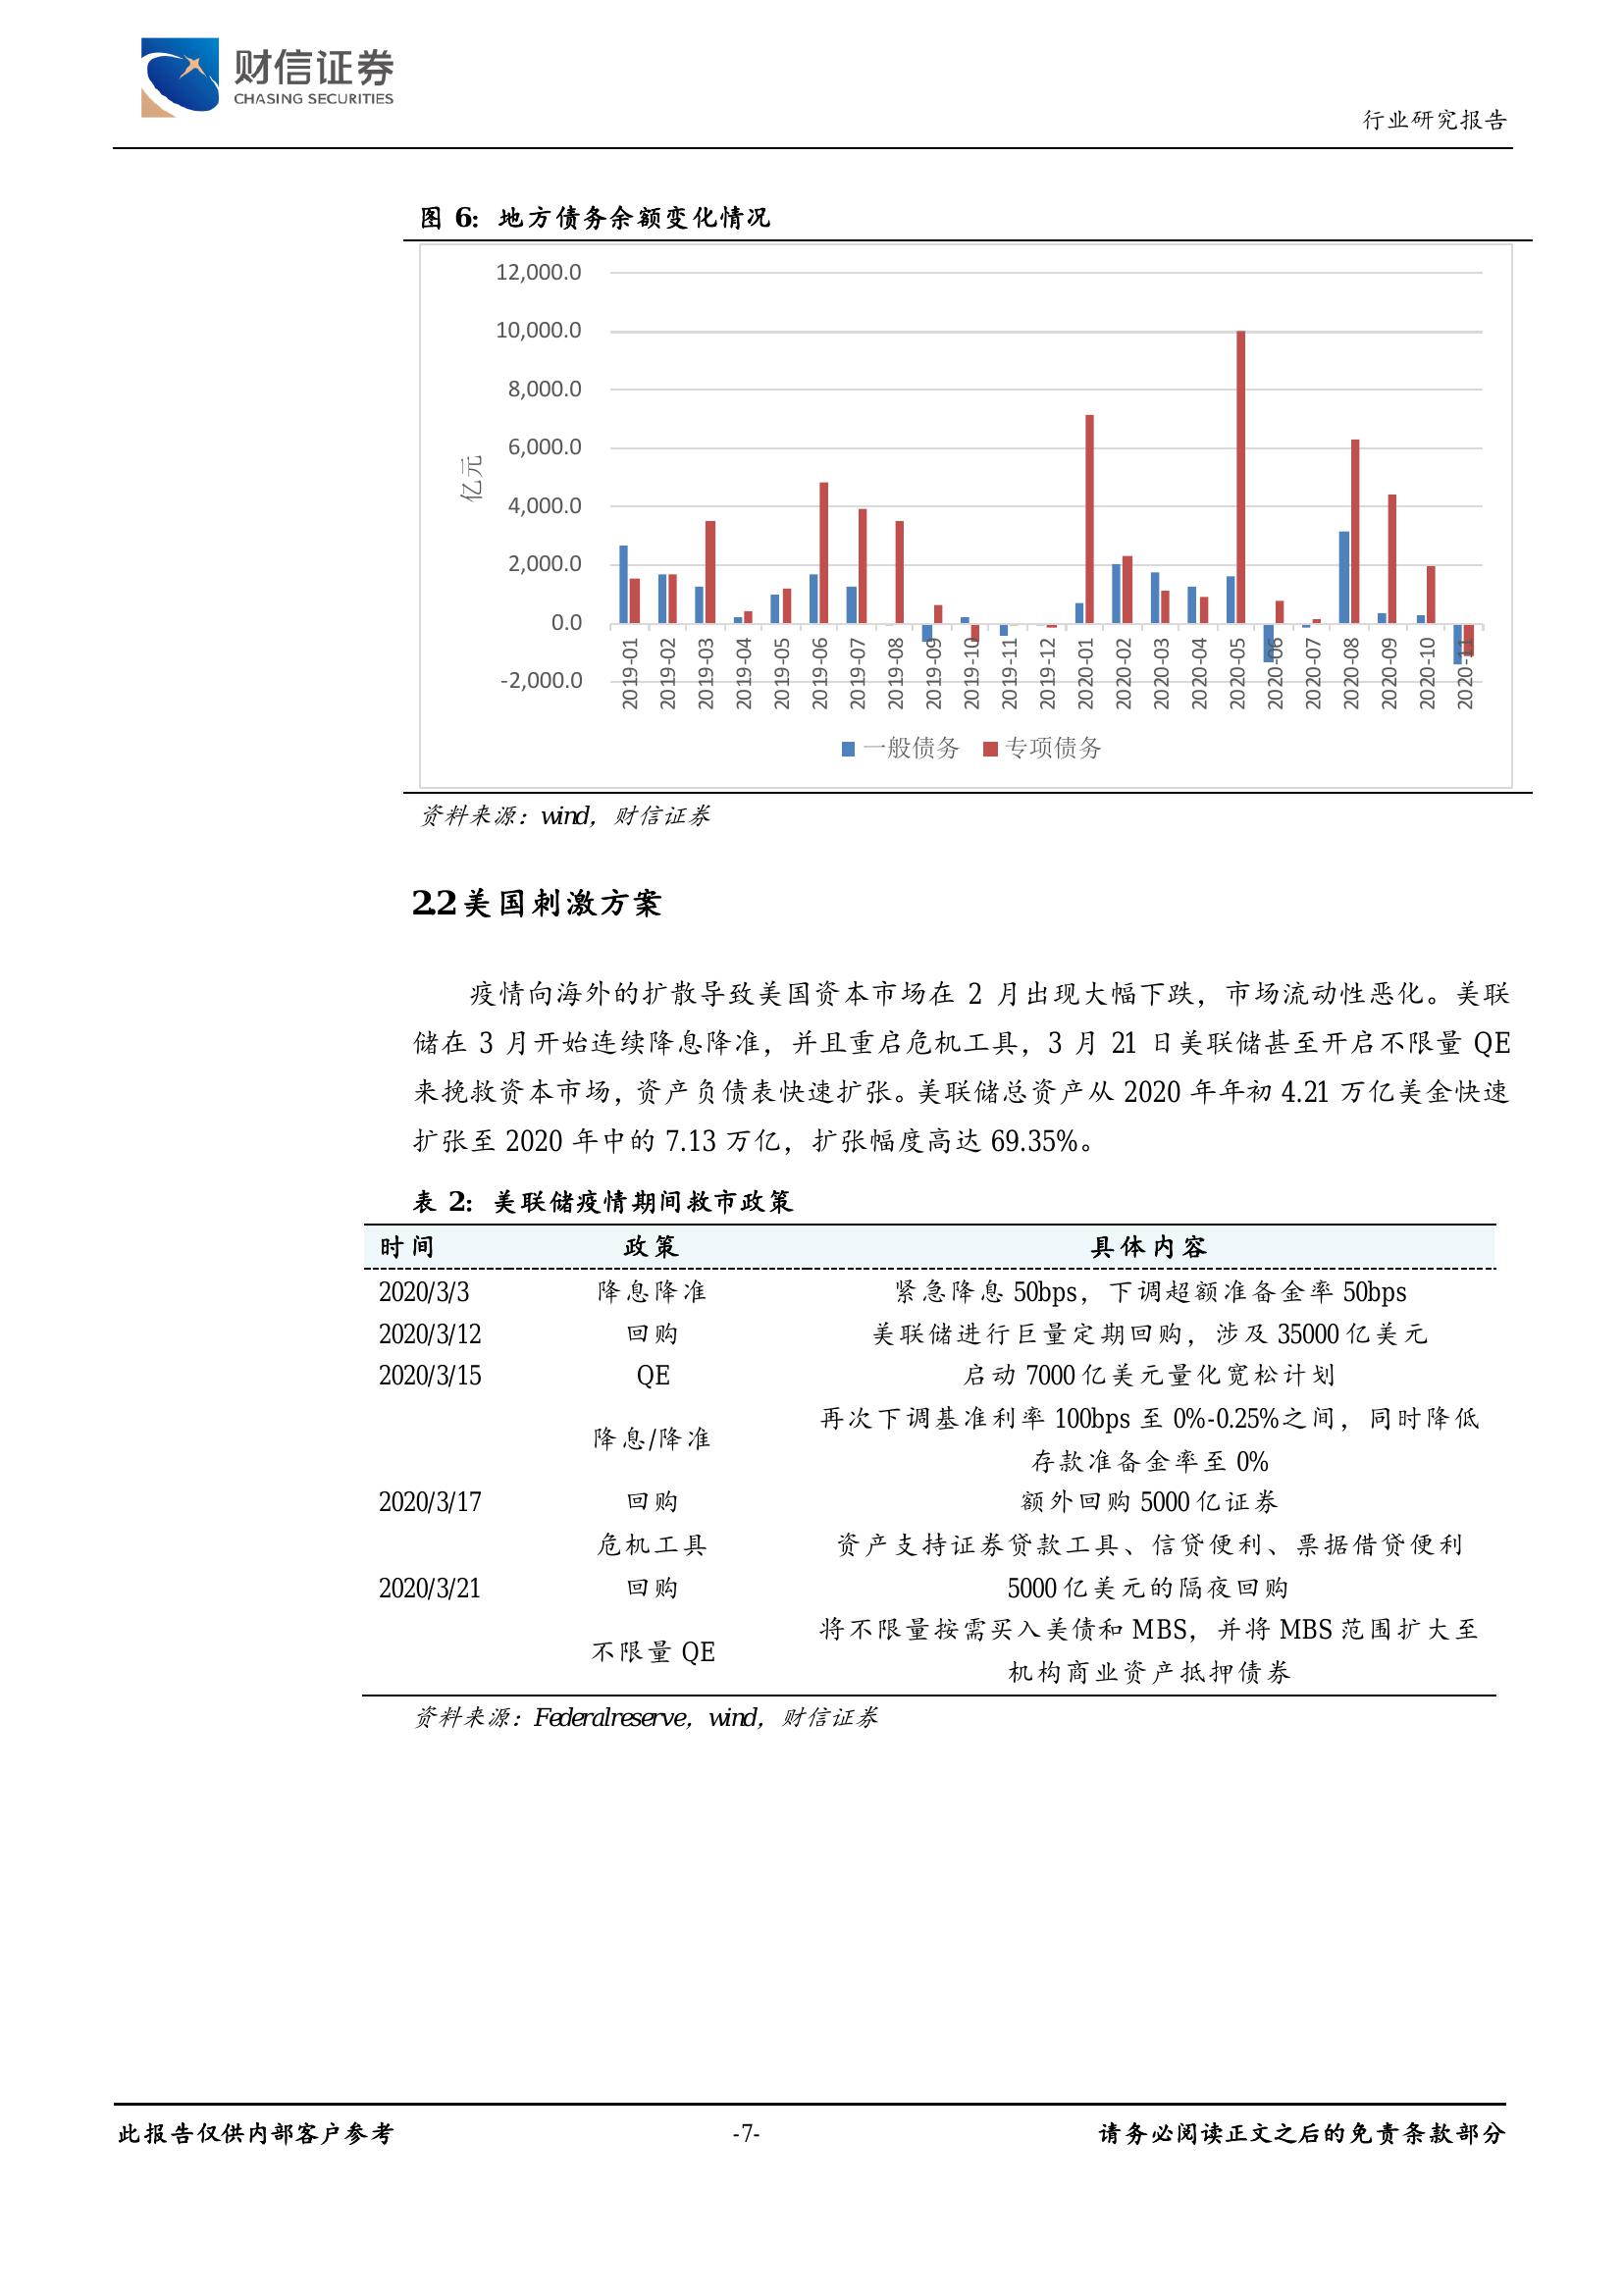 财信证券
CHASING SECURITIES
行业研究报告
图 6：地方债务余额变化情况
12,000.0
10,000.0
8,000.0
6,000.0
4,000.0
2,000.0
0.0
-2,000.0
亿元
2019-01 2019-02 2019-03 2019-04 2019-05 2019-06 2019-07 2019-08 2019-09 2019-10 2019-11 2019-12 2020-01 2020-02 2020-03 2020-04 2020-05 2020-06 2020-07 2020-08 2020-09 2020-10 2020-11
一般债务 专项债务
资料来源：wind，财信证券
2.2 美国刺激方案
疫情向海外的扩散导致美国资本市场在 2 月出现大幅下跌，市场流动性恶化。美联
储在 3 月开始连续降息降准，并且重启危机工具，3 月 21 日美联储甚至开启不限量 QE
来挽救资本市场，资产负债表快速扩张。美联储总资产从 2020 年年初 4.21 万亿美金快速
扩张至 2020 年中的 7.13 万亿，扩张幅度高达 69.35%。
表 2：美联储疫情期间救市政策
时间 政策 具体内容
2020/3/3 降息降准 紧急降息 50bps，下调超额准备金率 50bps
2020/3/12 回购 美联储进行巨量定期回购，涉及 35000 亿美元
2020/3/15 QE 启动 7000 亿美元量化宽松计划
降息/降准 再次下调基准利率 100bps 至 0%-0.25%之间，同时降低
存款准备金率至 0%
2020/3/17 回购 额外回购 5000 亿证券
危机工具 资产支持证券贷款工具、信贷便利、票据借贷便利
2020/3/21 回购 5000 亿美元的隔夜回购
不限量 QE 将不限量按需买入美债和 MBS，并将 MBS 范围扩大至
机构商业资产抵押债券
资料来源：Federalreserve，wind，财信证券
此报告仅供内部客户参考 -7- 请务必阅读正文之后的免责条款部分